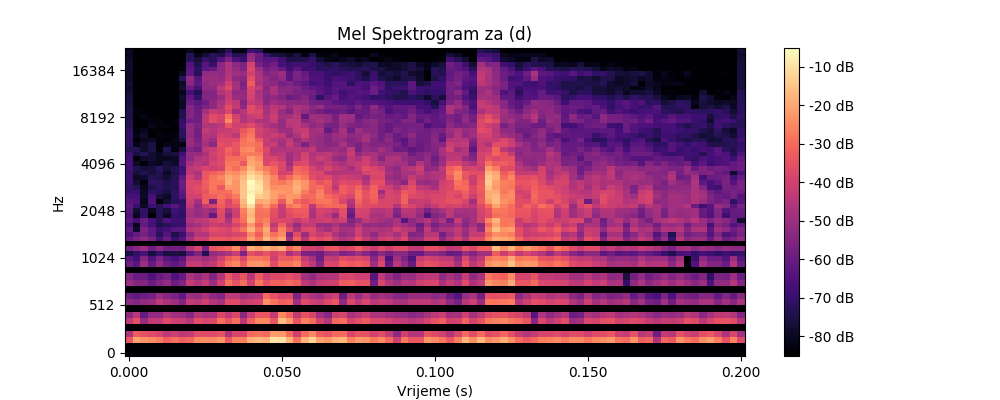 Mel Spektrogram za (d)
16384
8192
4096
2048
1024
512
0
Hz
0.000 0.050 0.100 0.150 0.200
Vrijeme (s)
-10 dB
-20 dB
-30 dB
-40 dB
-50 dB
-60 dB
-70 dB
-80 dB